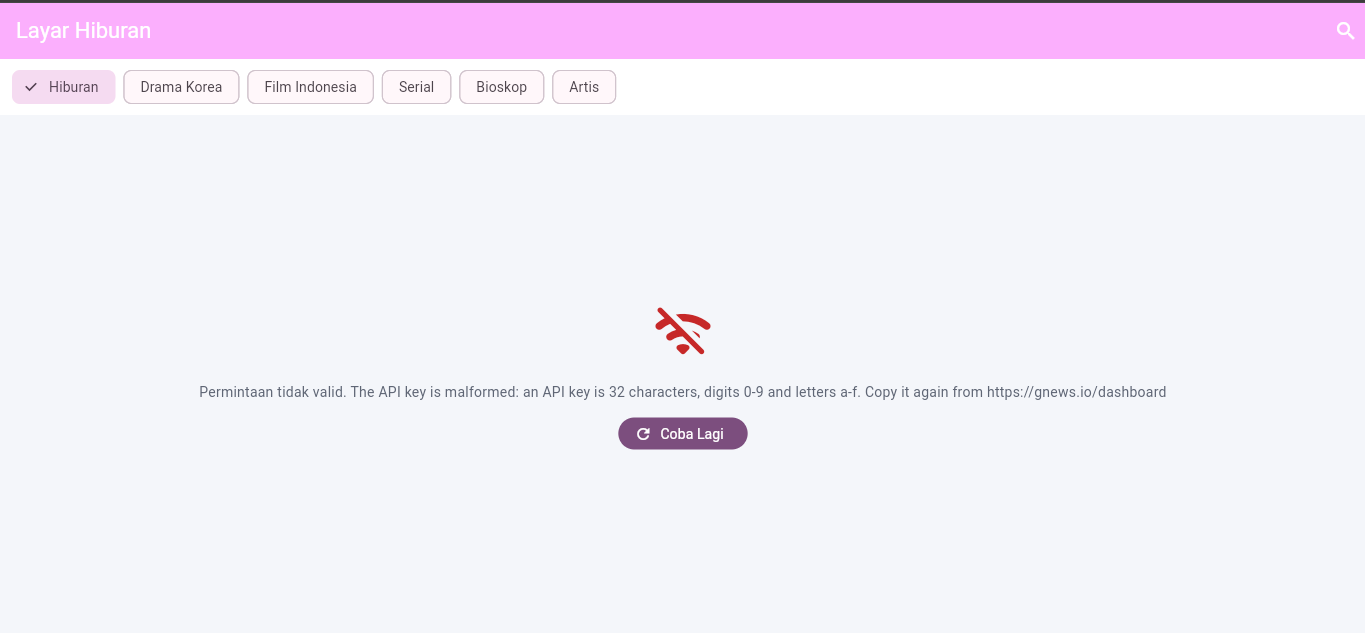 Layar Hiburan
Hiburan Drama Korea Film Indonesia Serial Bioskop Artis
Permintaan tidak valid. The API key is malformed: an API key is 32 characters, digits 0-9 and letters a-f. Copy it again from https://gnews.io/dashboard
Coba Lagi